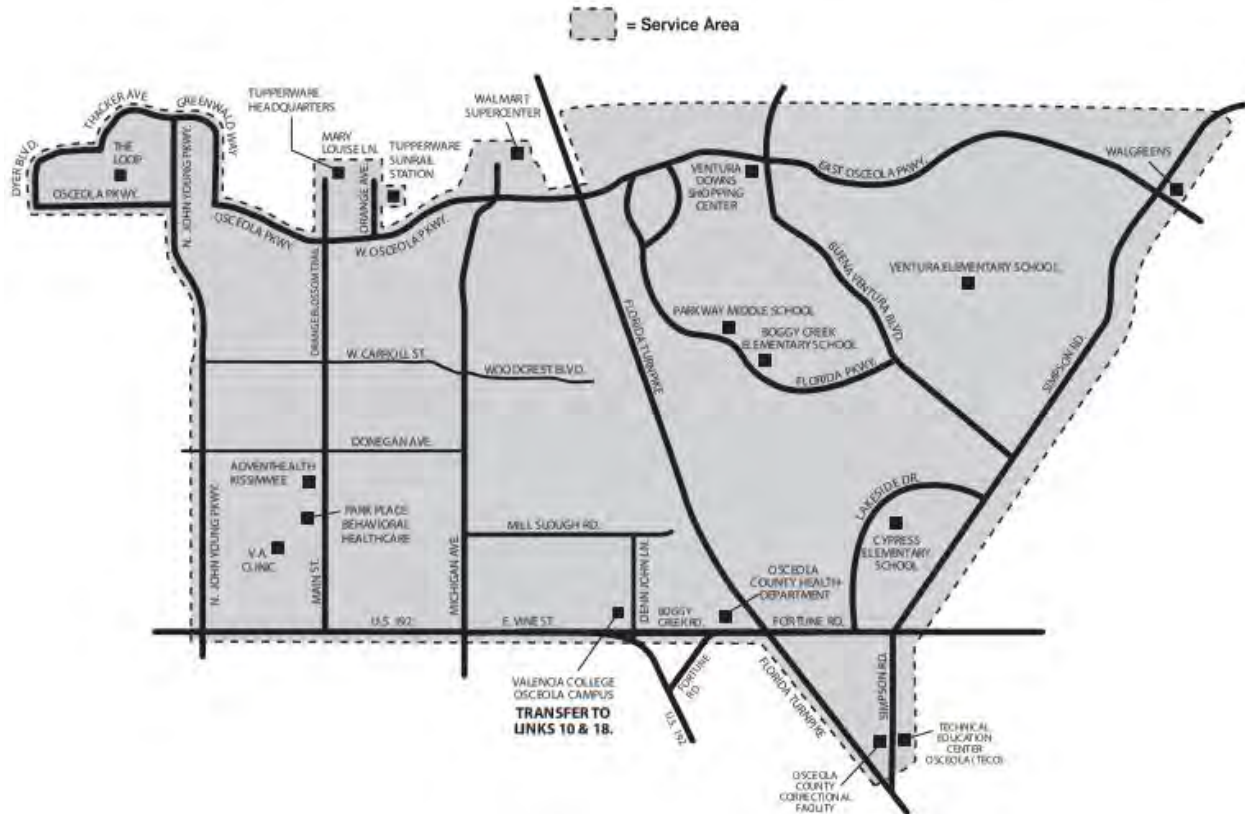 = Service Area
DYER BLVD.
THACKER AVE.
GREENWALD WAY
THE
LOOP
OSCEOLA PKWY.
N. JOHN YOUNG PKWY.
OSCEOLA PKWY.
TUPPERWARE
HEADQUARTERS
MARY
LOUISE LN.
TUPPERWARE
SUNRAIL
STATION
ORANGE AVE.
W. OSCEOLA PKWY.
WALMART
SUPERCENTER
VENTURA
DOWNS
SHOPPING
CENTER
EAST OSCEOLA PKWY.
WALGREENS
ORANGE BLOSSOM TRAIL
FLORIDA TURNPIKE
BUENA VENTURA BLVD.
VENTURA ELEMENTARY SCHOOL
PARKWAY MIDDLE SCHOOL
BOGGY CREEK
ELEMENTARY SCHOOL
FLORIDA PKWY.
SIMPSON RD.
W. CARROLL ST.
WOODCREST BLVD.
DONEGAN AVE.
ADVENTHEALTH
KISSIMMEE
PARK PLACE
BEHAVIORAL
HEALTHCARE
V.A.
CLINIC
N. JOHN YOUNG PKWY.
MAIN ST.
MICHIGAN AVE.
MILL SLOUGH RD.
DENN JOHN LN.
LAKESIDE DR.
CYPRESS
ELEMENTARY
SCHOOL
OSCEOLA
COUNTY HEALTH
DEPARTMENT
U.S. 192
E. VINE ST.
BOGGY
CREEK RD.
FORTUNE RD.
VALENCIA COLLEGE
OSCEOLA CAMPUS
TRANSFER TO
LINKS 10 & 18.
FORTUNE
RD.
U.S. 192
FLORIDA TURNPIKE
SIMPSON RD.
TECHNICAL
EDUCATION
CENTER
OSCEOLA (TECO)
OSCEOLA
COUNTY
CORRECTIONAL
FACILITY